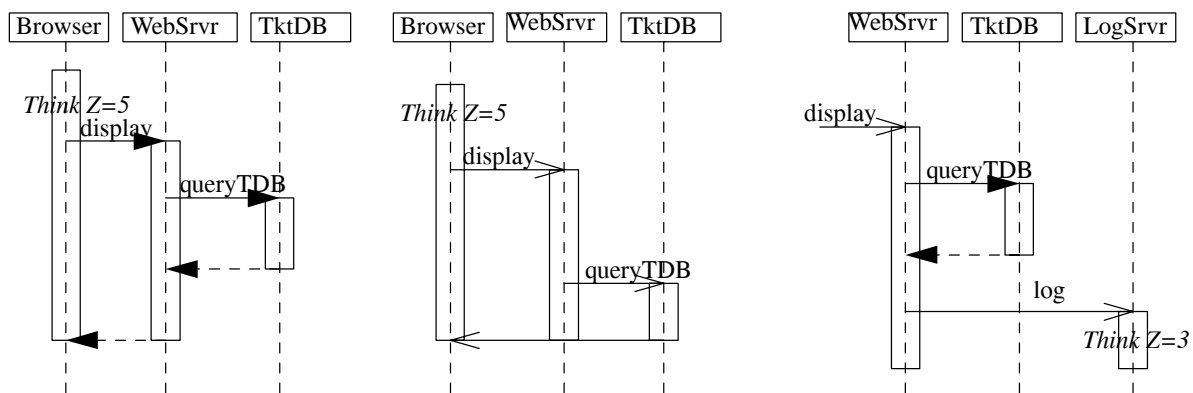 Browser WebSrvr TktDB
Think Z=5
display
queryTDB
Browser WebSrvr TktDB
Think Z=5
display
queryTDB
WebSrvr TktDB LogSrvr
display
queryTDB
log
Think Z=3